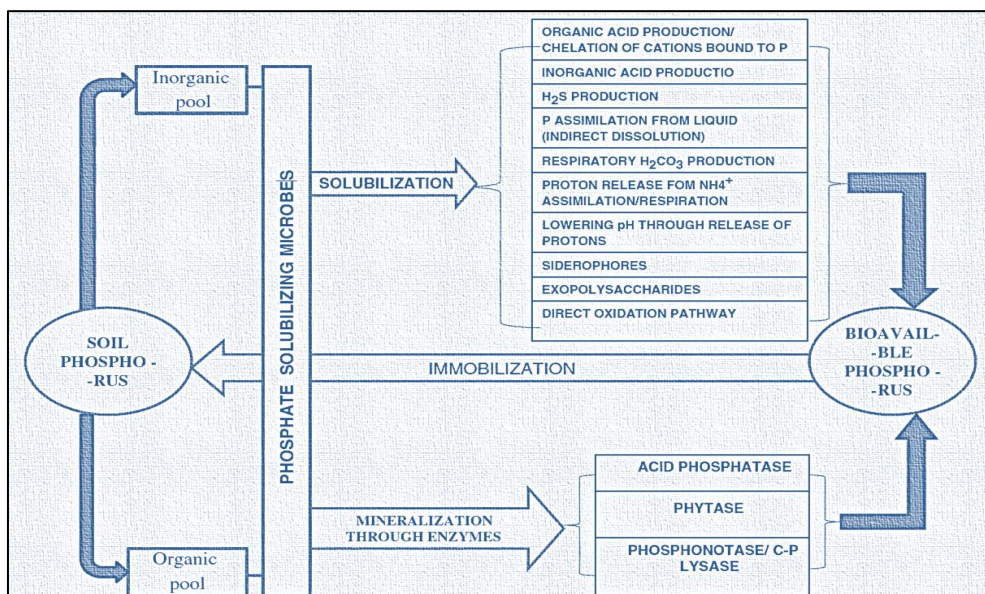 Inorganic
pool
SOIL
PHOSPHO -
-RUS
Organic
pool
PHOSPHATE SOLUBILIZING MICROBES
SOLUBILIZATION
ORGANIC ACID PRODUCTION/
CHELATION OF CATIONS BOUND TO P
INORGANIC ACID PRODUCTIO
H₂S PRODUCTION
P ASSIMILATION FROM LIQUID
(INDIRECT DISSOLUTION)
RESPIRATORY H₂CO₃ PRODUCTION
PROTON RELEASE FOM NH4⁺
ASSIMILATION/RESPIRATION
LOWERING pH THROUGH RELEASE OF
PROTONS
SIDEROPHORES
EXOPOLYSACCHARIDES
DIRECT OXIDATION PATHWAY
IMMOBILIZATION
BIOAVAIL-
-BLE
PHOSPHO -
-RUS
MINERALIZATION
THROUGH ENZYMES
ACID PHOSPHATASE
PHYTASE
PHOSPHONOTASE/ C-P
LYSASE